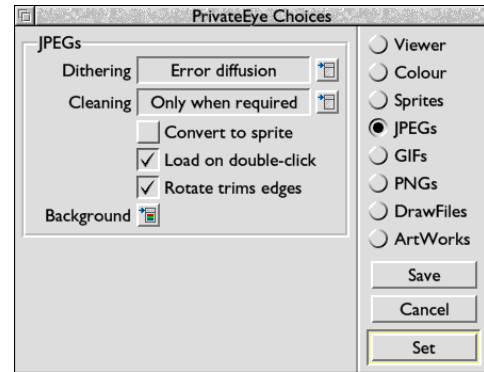 PrivateEye Choices
JPEGs
Dithering Error diffusion
Cleaning Only when required
Convert to sprite
Load on double-click
Rotate trims edges
Background
Viewer
Colour
Sprites
JPEGs
GIFs
PNGs
DrawFiles
ArtWorks
Save
Cancel
Set